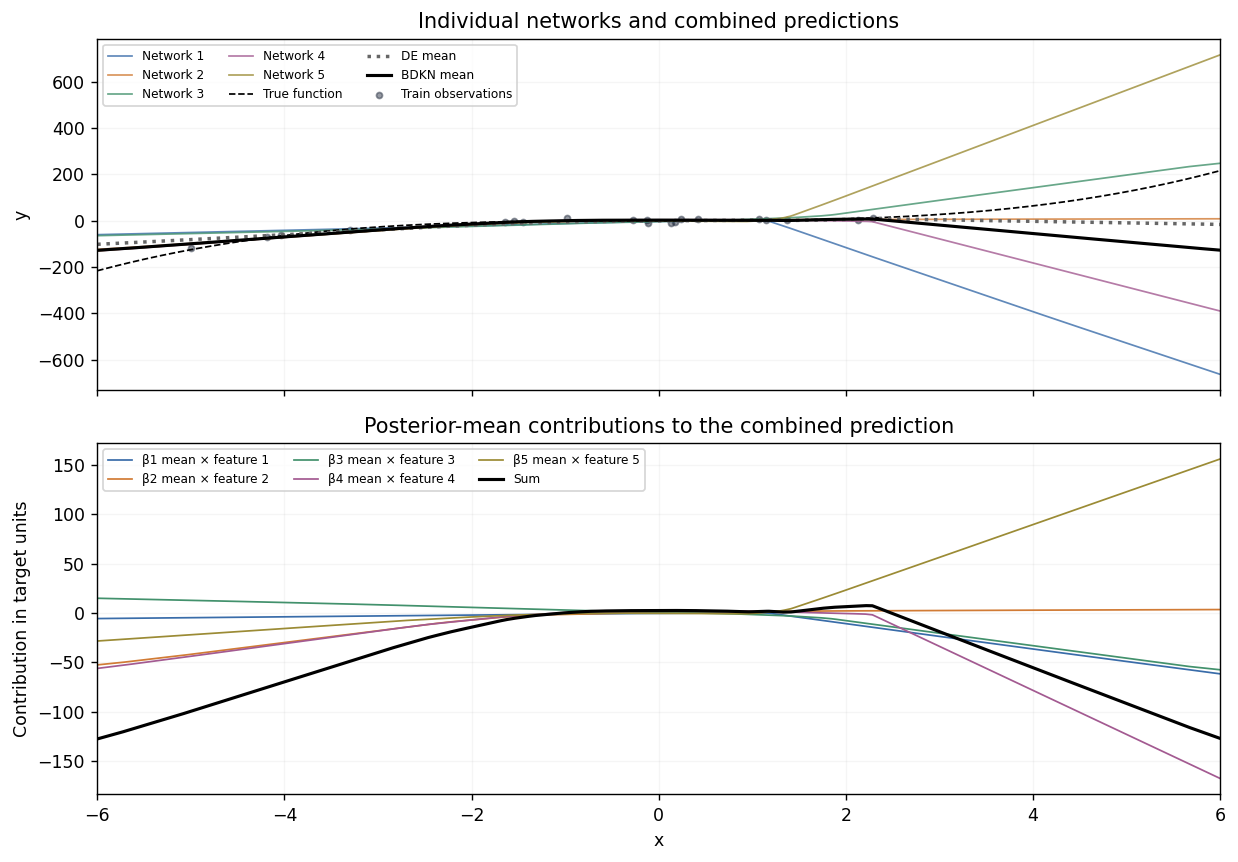 Individual networks and combined predictions
Network 1
Network 2
Network 3
Network 4
Network 5
True function
DE mean
BDKN mean
Train observations
y
600
400
200
0
−200
−400
−600
Posterior-mean contributions to the combined prediction
β1 mean × feature 1
β2 mean × feature 2
β3 mean × feature 3
β4 mean × feature 4
β5 mean × feature 5
Sum
Contribution in target units
150
100
50
0
−50
−100
−150
−6
−4
−2
0
2
4
6
x